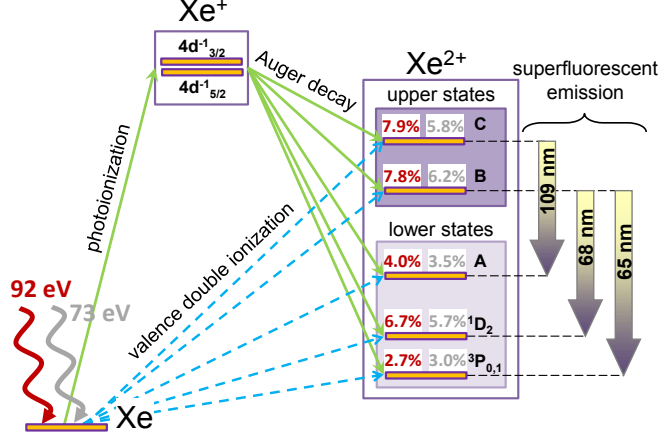 Xe⁺
4d⁻¹₃/₂
4d⁻¹₅/₂
Auger decay
Xe²⁺
superfluorescent
emission
upper states
7.9% 5.8% C
7.8% 6.2% B
photoionization
valence double ionization
109 nm
68 nm
65 nm
lower states
4.0% 3.5% A
92 eV
73 eV
6.7% 5.7% ¹D₂
2.7% 3.0% ³P₀,₁
Xe